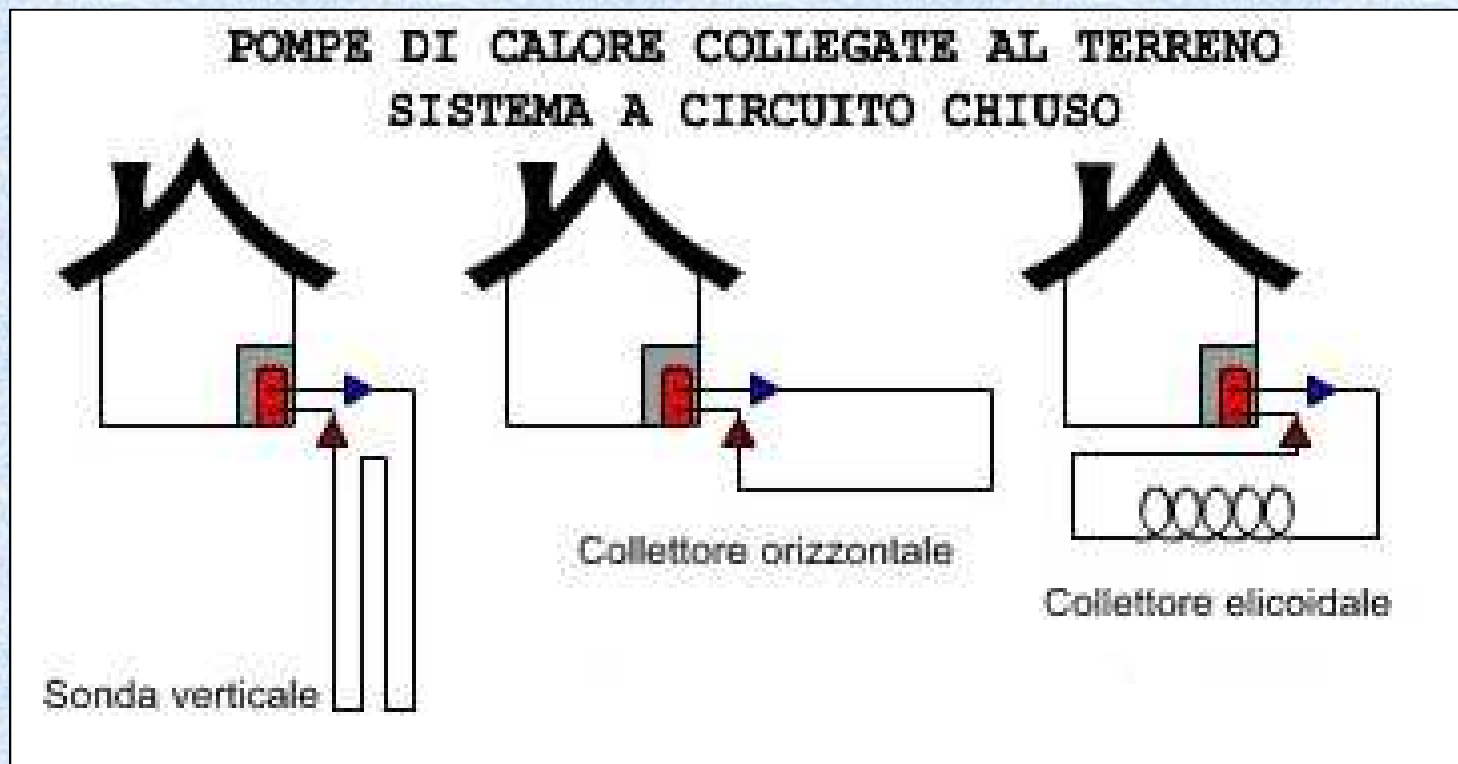 POMPE DI CALORE COLLEGATE AL TERRENO
SISTEMA A CIRCUITO CHIUSO
Collettore orizzontale
Collettore elicoidale
Sonda verticale